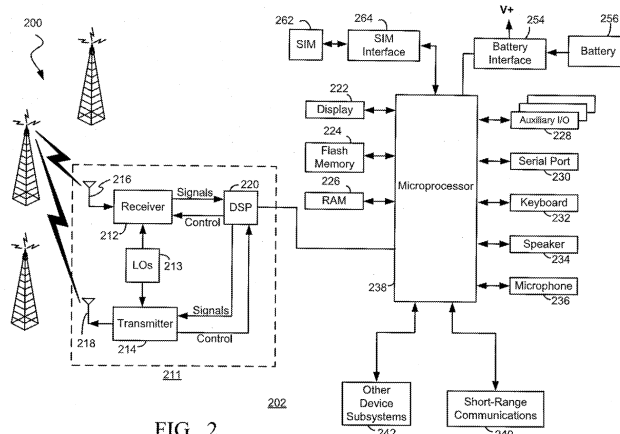 200
262
SIM
264
SIM
Interface
V+
254
Battery
Interface
256
Battery
222
Display
224
Flash
Memory
226
RAM
Microprocessor
238
Auxiliary I/O
228
Serial Port
230
Keyboard
232
Speaker
234
Microphone
236
216
Receiver
212
Signals
220
DSP
Control
LOs
213
Signals
Transmitter
214
Control
218
211
202
Other
Device
Subsystems
242
Short-Range
Communications
240
FIG. 2